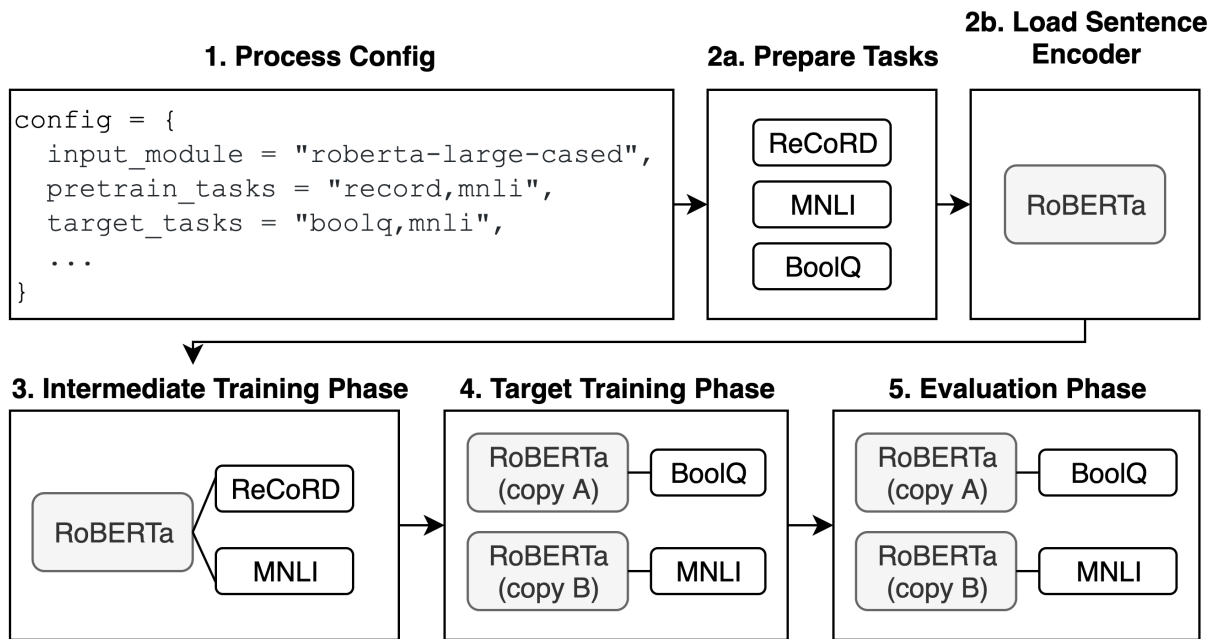 1. Process Config
config = {
input_module = "roberta-large-cased",
pretrain_tasks = "record,mnli",
target_tasks = "boolq,mnli",
...
}
2a. Prepare Tasks
ReCoRD
MNLI
BoolQ
2b. Load Sentence
Encoder
RoBERTa
3. Intermediate Training Phase
RoBERTa
ReCoRD
MNLI
4. Target Training Phase
RoBERTa
(copy A)
BoolQ
RoBERTa
(copy B)
MNLI
5. Evaluation Phase
RoBERTa
(copy A)
BoolQ
RoBERTa
(copy B)
MNLI